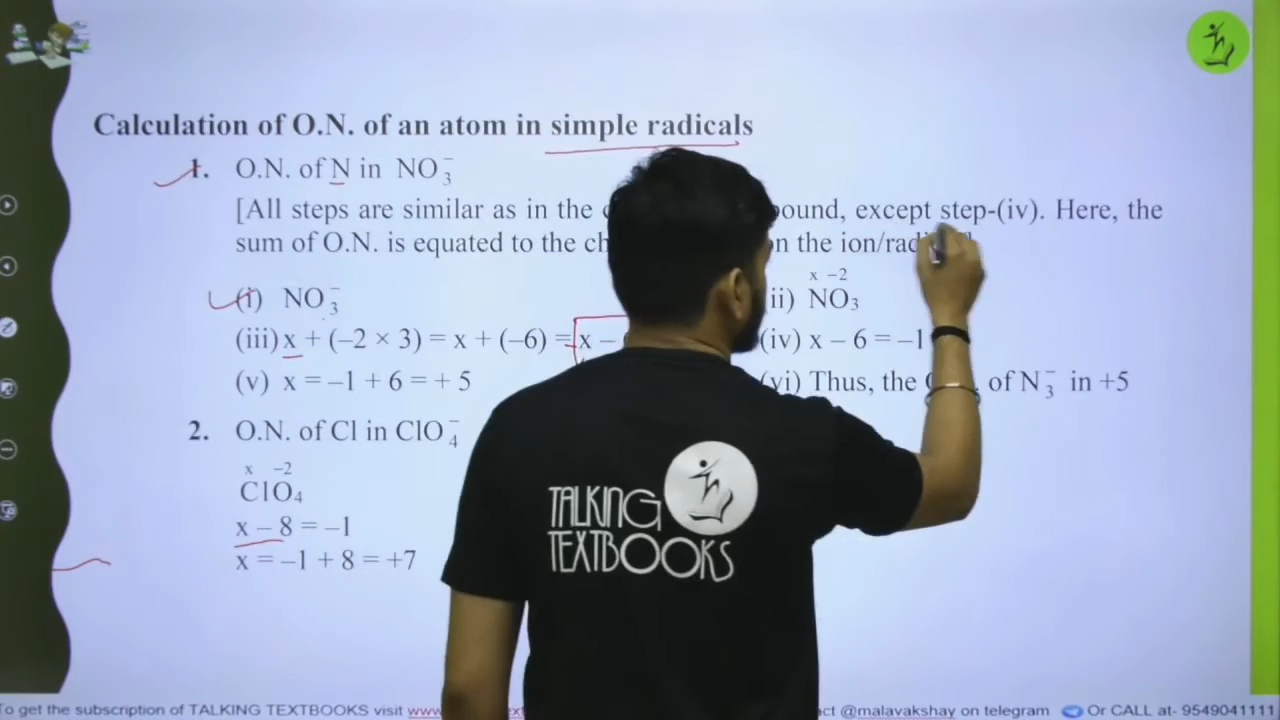 Calculation of O.N. of an atom in simple radicals
1. O.N. of N in NO₃⁻
[All steps are similar as in the pound, except step-(iv). Here, the
sum of O.N. is equated to the on the ion/rad
(i) NO₃⁻
x –2
ii) NO₃
(iii) x + (–2 × 3) = x + (–6) = x –
(iv) x – 6 = –1
(v) x = –1 + 6 = + 5
(vi) Thus, the of N₃⁻ in +5
2. O.N. of Cl in ClO₄⁻
x –2
ClO₄
x – 8 = –1
x = –1 + 8 = +7
TALKING
TEXTBOOKS
To get the subscription of TALKING TEXTBOOKS visit www @malavakshay on telegram Or CALL at- 9549041111